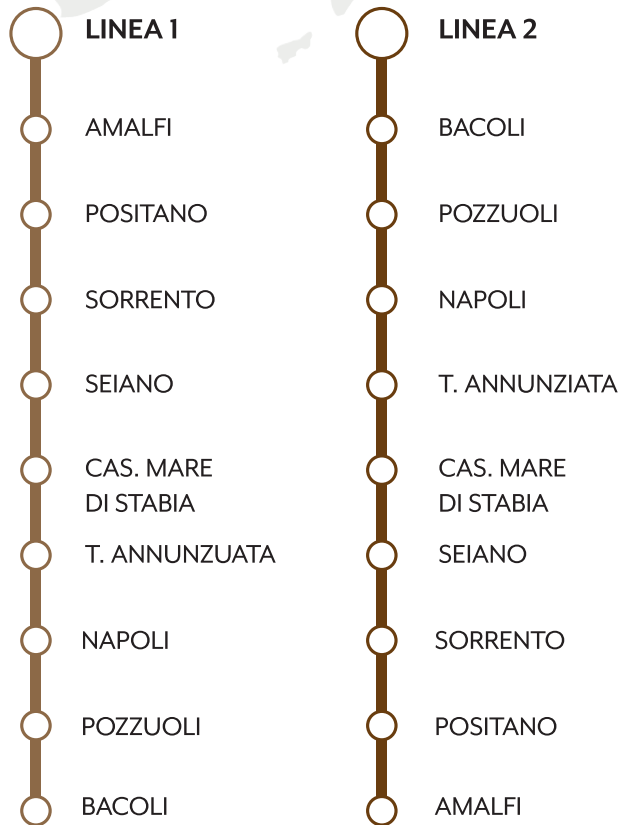 LINEA 1
AMALFI
POSITANO
SORRENTO
SEIANO
CAS. MARE
DI STABIA
T. ANNUNZUATA
NAPOLI
POZZUOLI
BACOLI
LINEA 2
BACOLI
POZZUOLI
NAPOLI
T. ANNUNZIATA
CAS. MARE
DI STABIA
SEIANO
SORRENTO
POSITANO
AMALFI